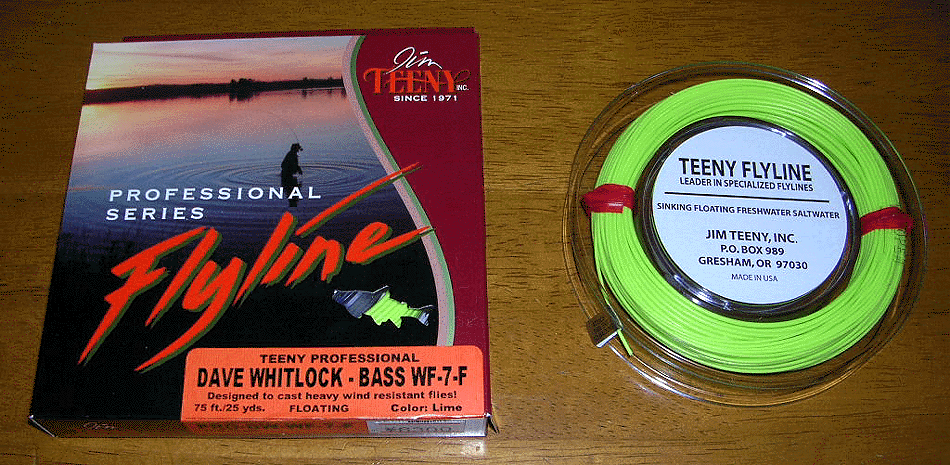 Jim
TEENY INC.
SINCE 1971
PROFESSIONAL
SERIES
Flyline
TEENY PROFESSIONAL
DAVE WHITLOCK - BASS WF-7-F
Designed to cast heavy wind resistant flies!
75 ft./25 yds. FLOATING Color: Lime
TEENY FLYLINE
LEADER IN SPECIALIZED FLYLINES
SINKING FLOATING FRESHWATER SALTWATER
JIM TEENY, INC.
P.O. BOX 989
GRESHAM, OR 97030
MADE IN USA